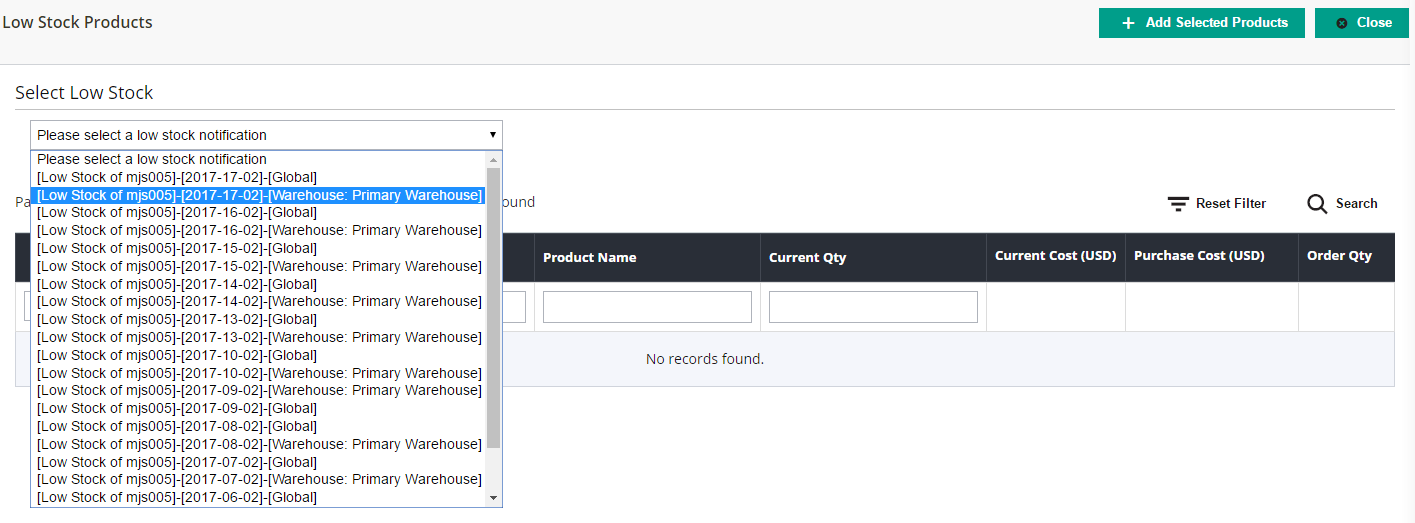 Low Stock Products
Add Selected Products
Close
Select Low Stock
Please select a low stock notification
Please select a low stock notification
[Low Stock of mjs005]-[2017-17-02]-[Global]
[Low Stock of mjs005]-[2017-17-02]-[Warehouse: Primary Warehouse]
[Low Stock of mjs005]-[2017-16-02]-[Global]
[Low Stock of mjs005]-[2017-16-02]-[Warehouse: Primary Warehouse]
[Low Stock of mjs005]-[2017-15-02]-[Global]
[Low Stock of mjs005]-[2017-15-02]-[Warehouse: Primary Warehouse]
[Low Stock of mjs005]-[2017-14-02]-[Global]
[Low Stock of mjs005]-[2017-14-02]-[Warehouse: Primary Warehouse]
[Low Stock of mjs005]-[2017-13-02]-[Global]
[Low Stock of mjs005]-[2017-13-02]-[Warehouse: Primary Warehouse]
[Low Stock of mjs005]-[2017-10-02]-[Global]
[Low Stock of mjs005]-[2017-10-02]-[Warehouse: Primary Warehouse]
[Low Stock of mjs005]-[2017-09-02]-[Warehouse: Primary Warehouse]
[Low Stock of mjs005]-[2017-09-02]-[Global]
[Low Stock of mjs005]-[2017-08-02]-[Global]
[Low Stock of mjs005]-[2017-08-02]-[Warehouse: Primary Warehouse]
[Low Stock of mjs005]-[2017-07-02]-[Global]
[Low Stock of mjs005]-[2017-07-02]-[Warehouse: Primary Warehouse]
[Low Stock of mjs005]-[2017-06-02]-[Global]
Reset Filter
Search
Product Name
Current Qty
Current Cost (USD)
Purchase Cost (USD)
Order Qty
No records found.